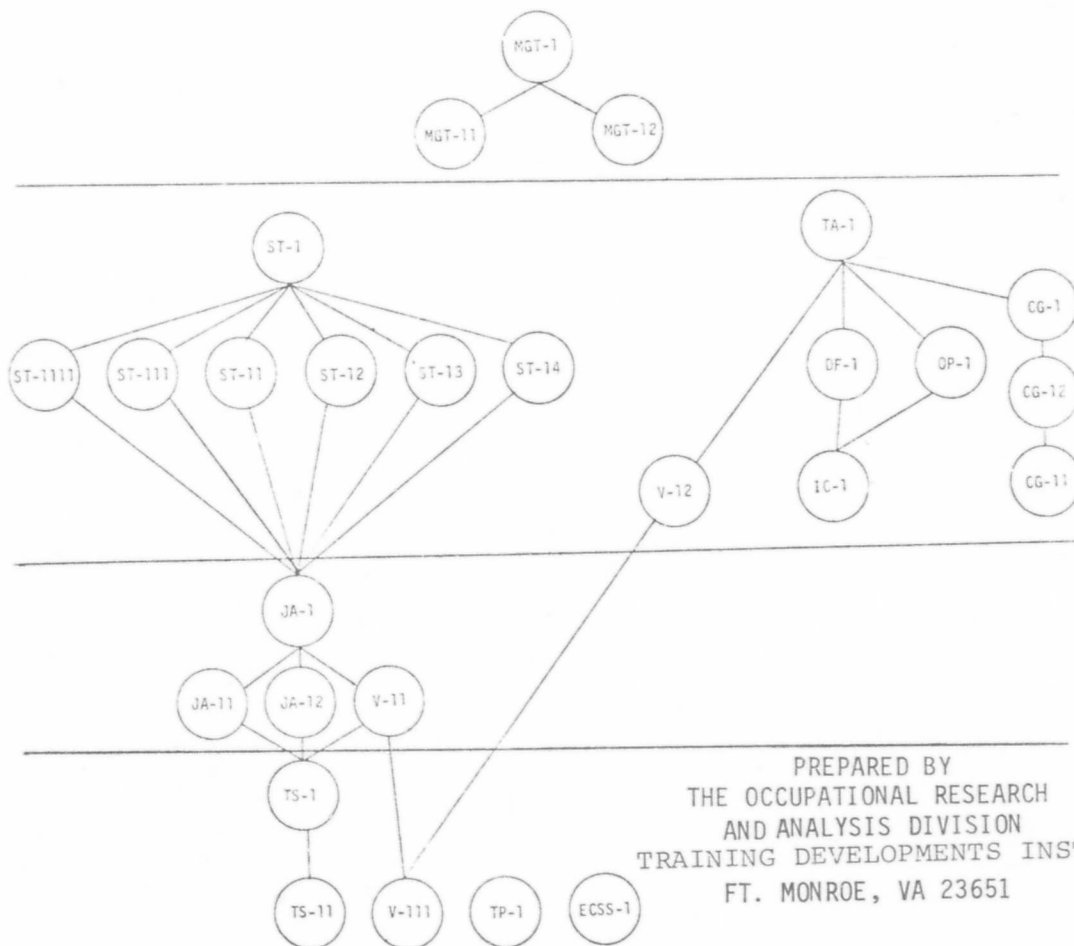 MGT-1
MGT-11
MGT-12
ST-1
TA-1
CG-1
ST-1111
ST-111
ST-11
ST-12
ST-13
ST-14
DF-1
OP-1
CG-12
V-12
IC-1
CG-11
JA-1
JA-11
JA-12
V-11
TS-1
PREPARED BY
THE OCCUPATIONAL RESEARCH
AND ANALYSIS DIVISION
TRAINING DEVELOPMENTS INS
FT. MONROE, VA 23651
TS-11
V-111
TP-1
ECSS-1